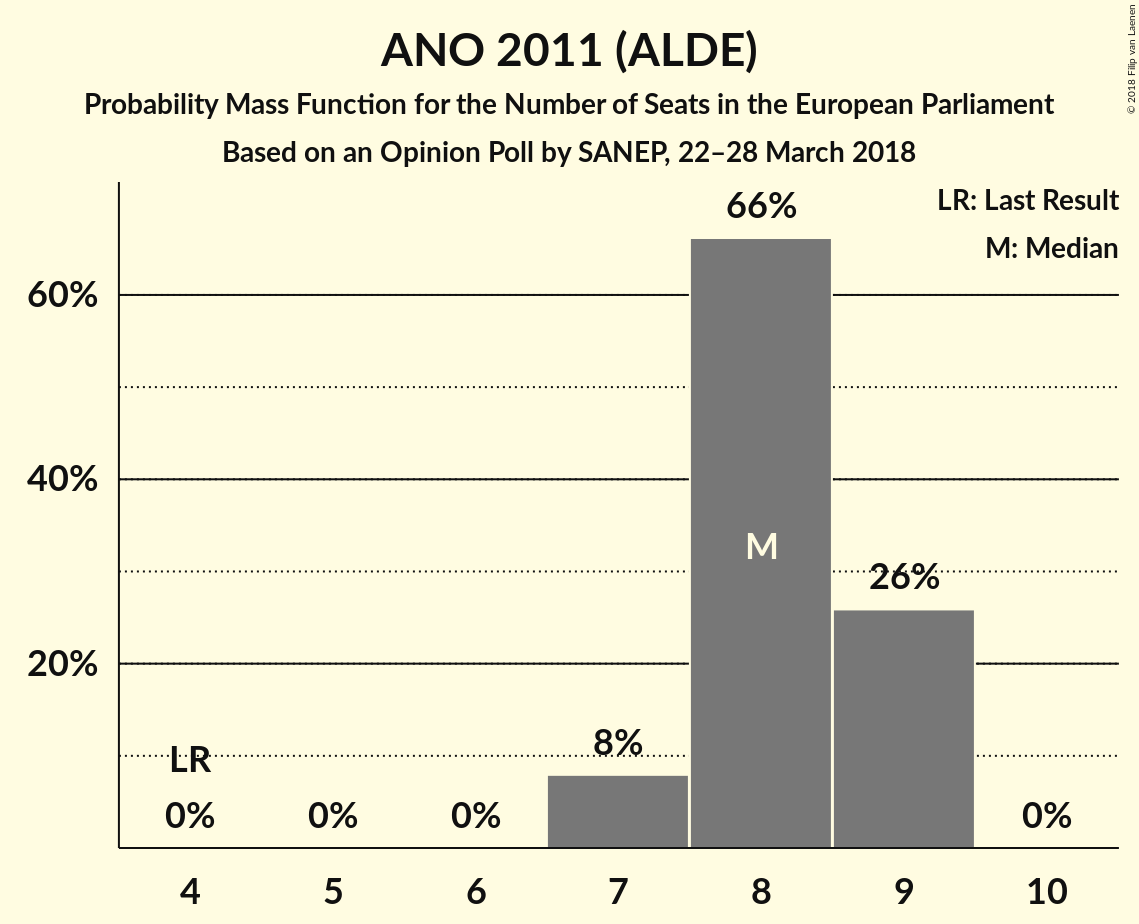 ANO 2011 (ALDE)
Probability Mass Function for the Number of Seats in the European Parliament
Based on an Opinion Poll by SANEP, 22–28 March 2018
© 2018 Filip van Laenen
LR: Last Result
M: Median
66%
60%
40%
M
26%
20%
8%
LR
0%
0%
0%
0%
4
5
6
7
8
9
10